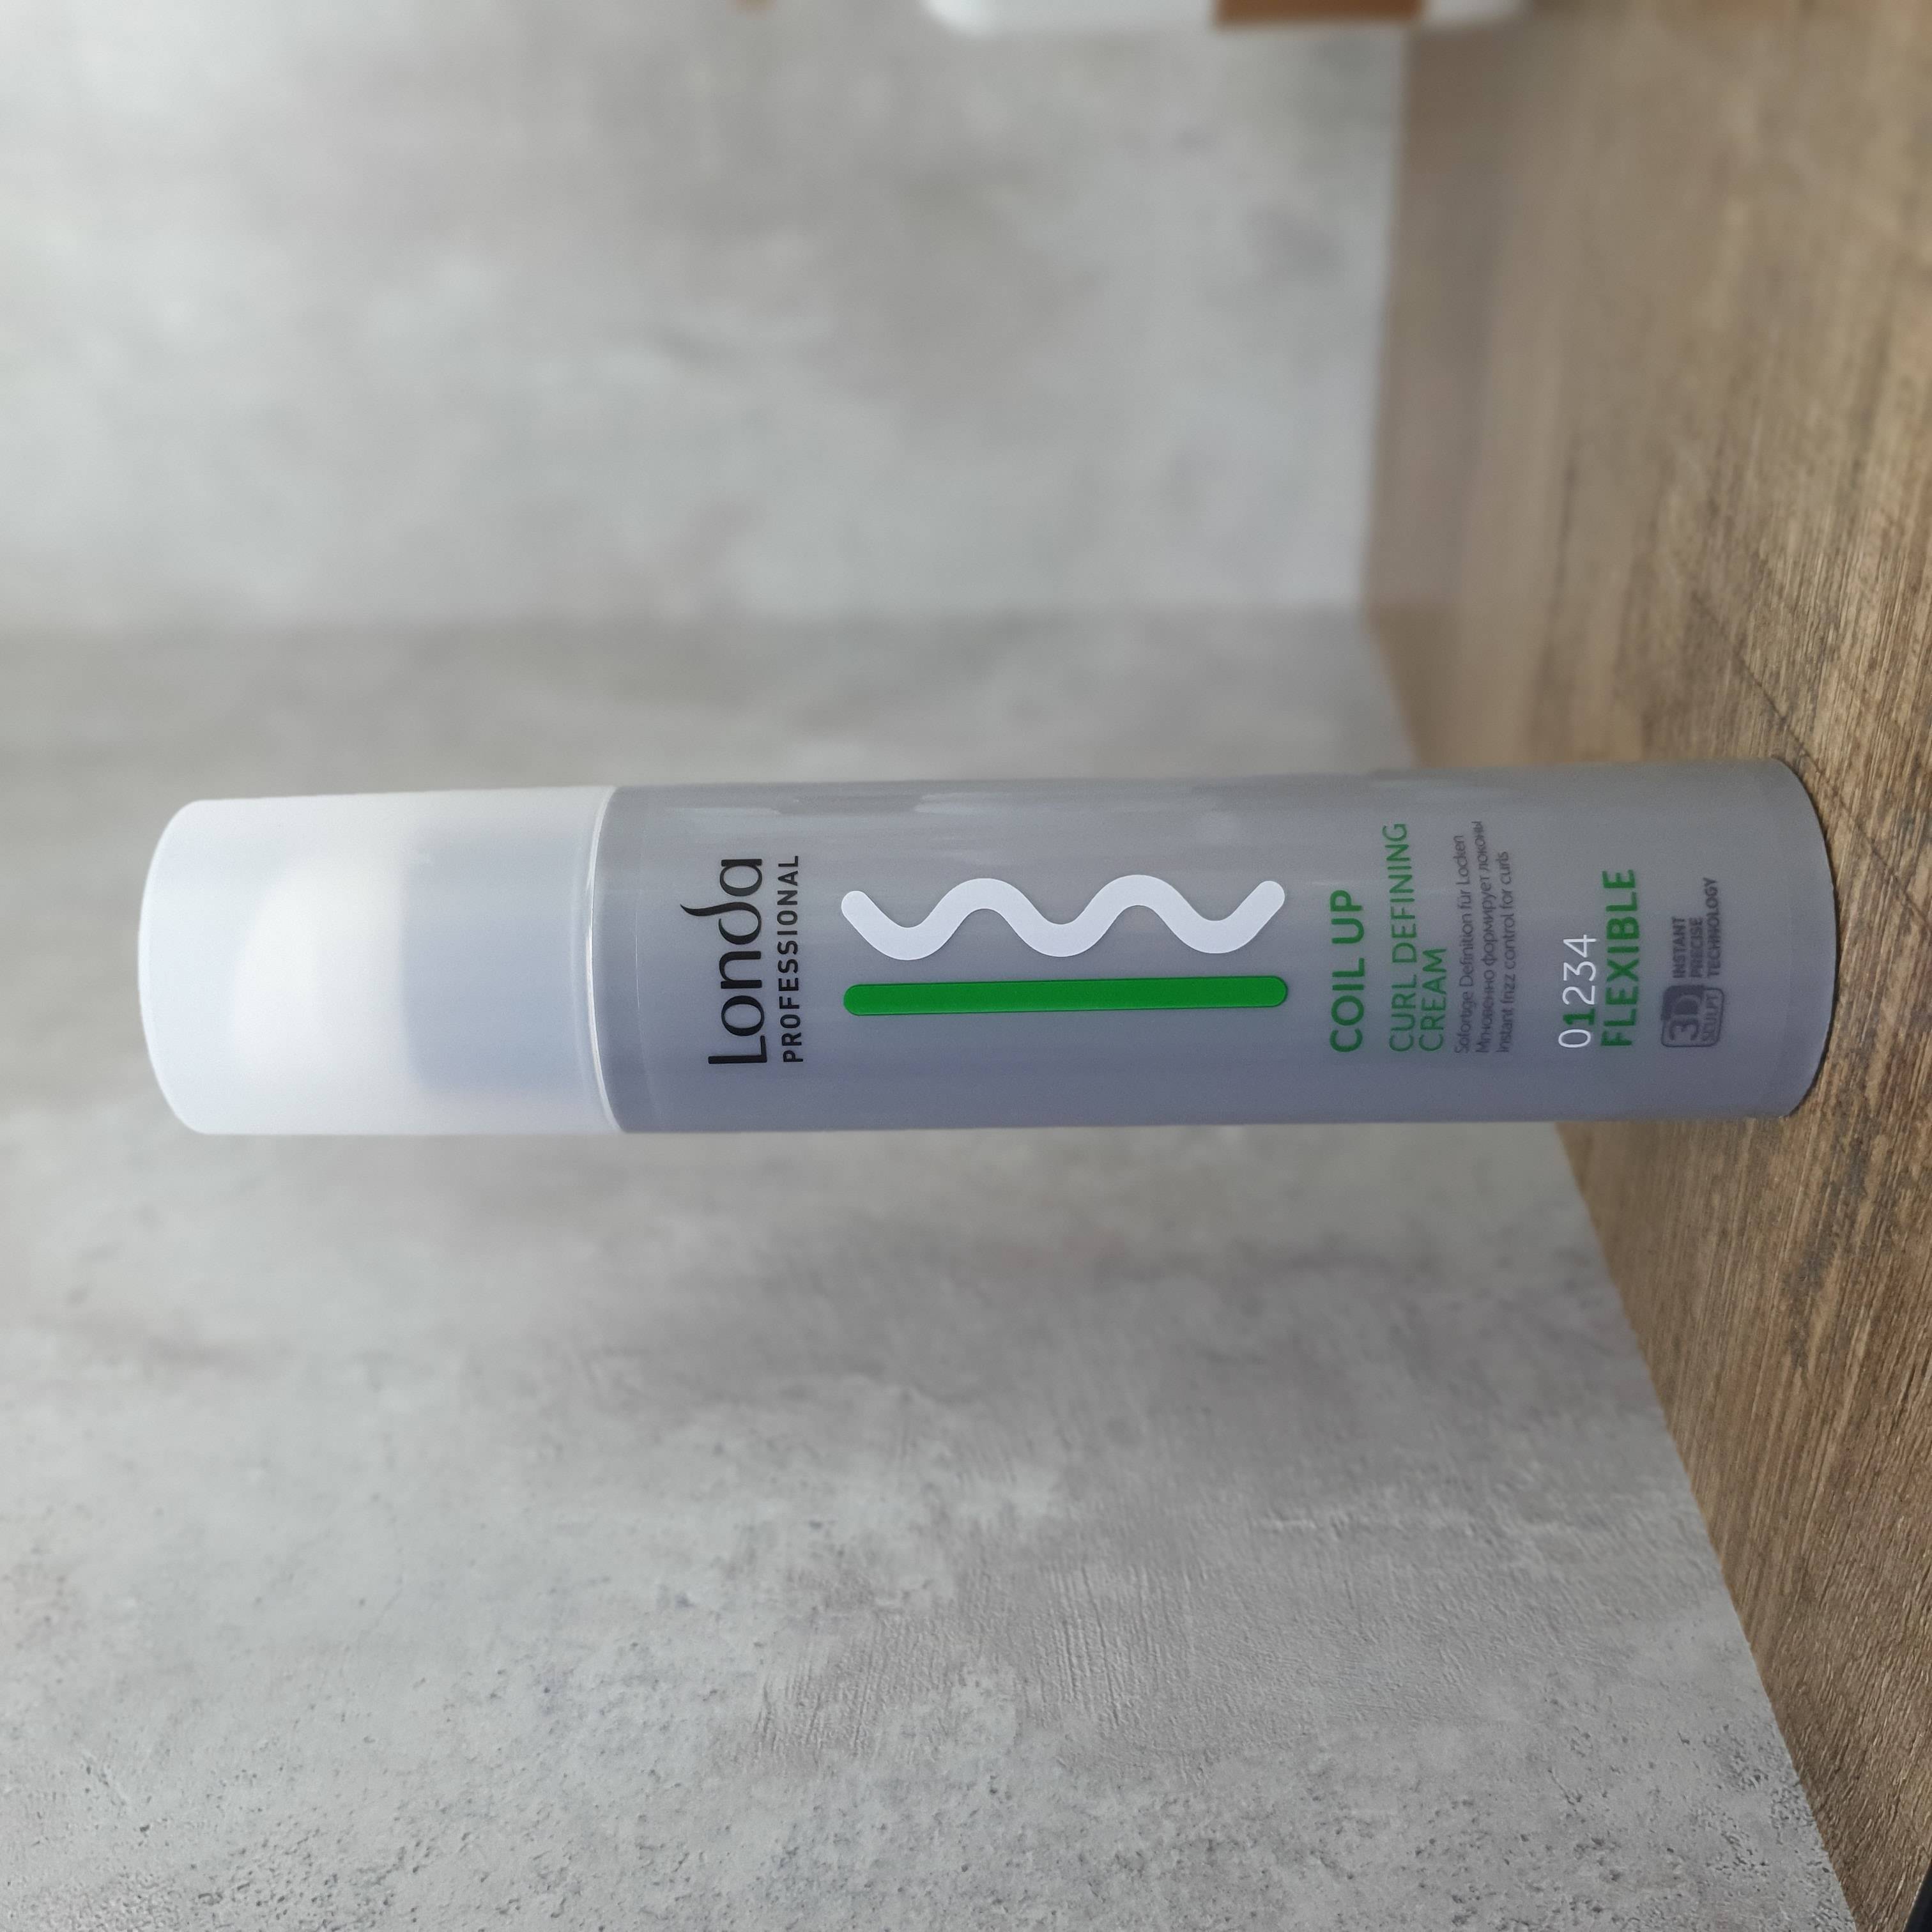 Londa
PROFESSIONAL
COIL UP
CURL DEFINING
CREAM
Sofortige Definition für Locken
Мгновенно формирует локоны
Instant frizz control for curls
01234
FLEXIBLE
3D
SCULPT
INSTANT
PRECISE
TECHNOLOGY